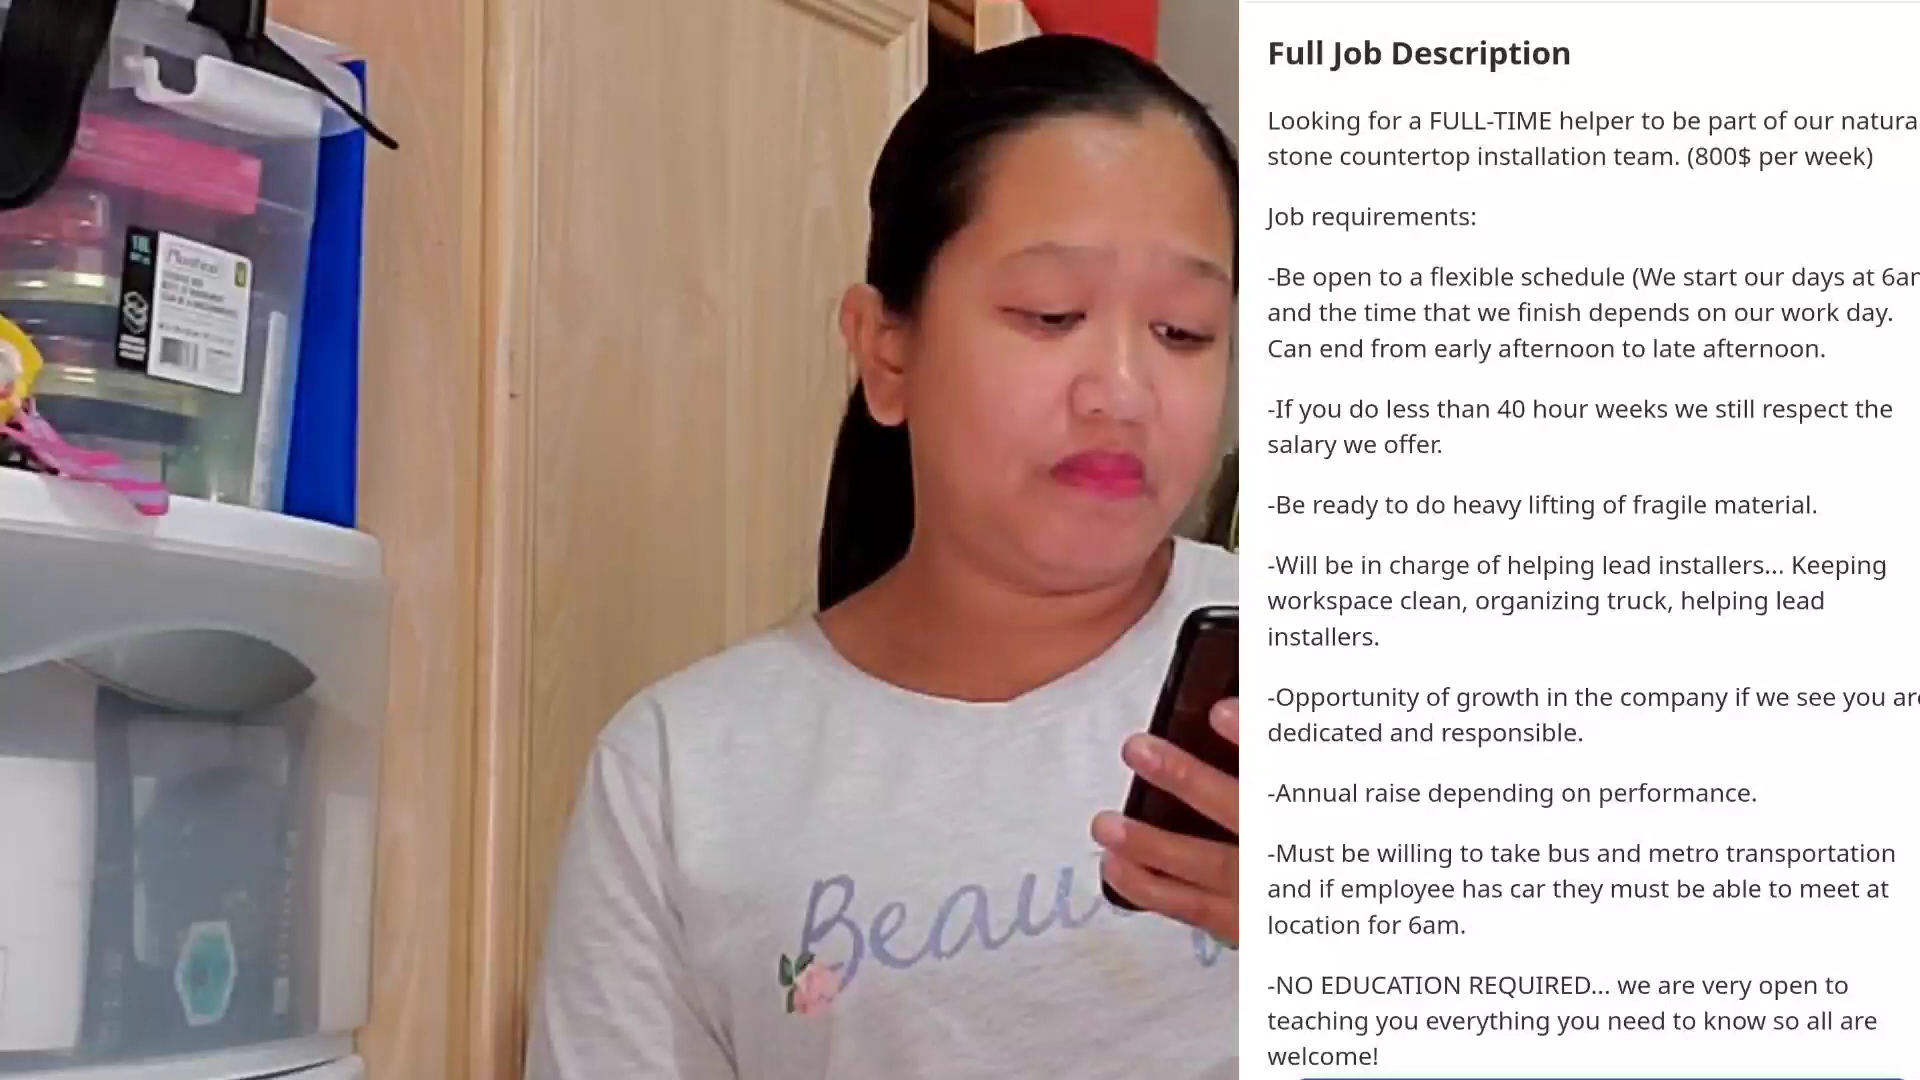 Full Job Description
Looking for a FULL-TIME helper to be part of our natura
stone countertop installation team. (800$ per week)
Job requirements:
-Be open to a flexible schedule (We start our days at 6am
and the time that we finish depends on our work day.
Can end from early afternoon to late afternoon.
-If you do less than 40 hour weeks we still respect the
salary we offer.
-Be ready to do heavy lifting of fragile material.
-Will be in charge of helping lead installers... Keeping
workspace clean, organizing truck, helping lead
installers.
-Opportunity of growth in the company if we see you are
dedicated and responsible.
-Annual raise depending on performance.
-Must be willing to take bus and metro transportation
and if employee has car they must be able to meet at
location for 6am.
-NO EDUCATION REQUIRED... we are very open to
teaching you everything you need to know so all are
welcome!
Beau